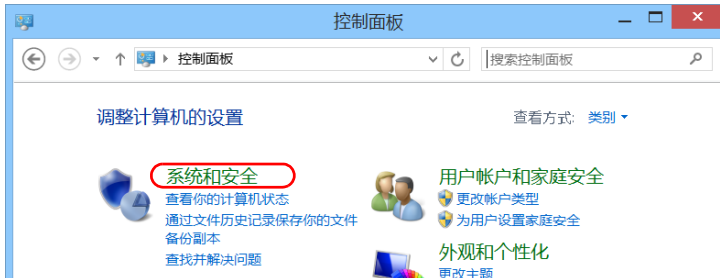 控制面板
控制面板
搜索控制面板
调整计算机的设置
查看方式: 类别
系统和安全
查看你的计算机状态
通过文件历史记录保存你的文件
备份副本
查找并解决问题
用户帐户和家庭安全
更改帐户类型
为用户设置家庭安全
外观和个性化
更改主题